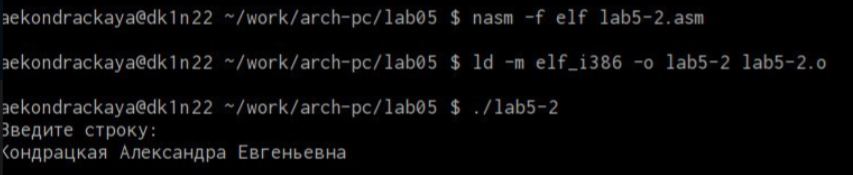 aekondrackaya@dk1n22 ~/work/arch-pc/lab05 $ nasm -f elf lab5-2.asm
aekondrackaya@dk1n22 ~/work/arch-pc/lab05 $ ld -m elf_i386 -o lab5-2 lab5-2.o
aekondrackaya@dk1n22 ~/work/arch-pc/lab05 $ ./lab5-2
Введите строку:
Кондрацкая Александра Евгеньевна